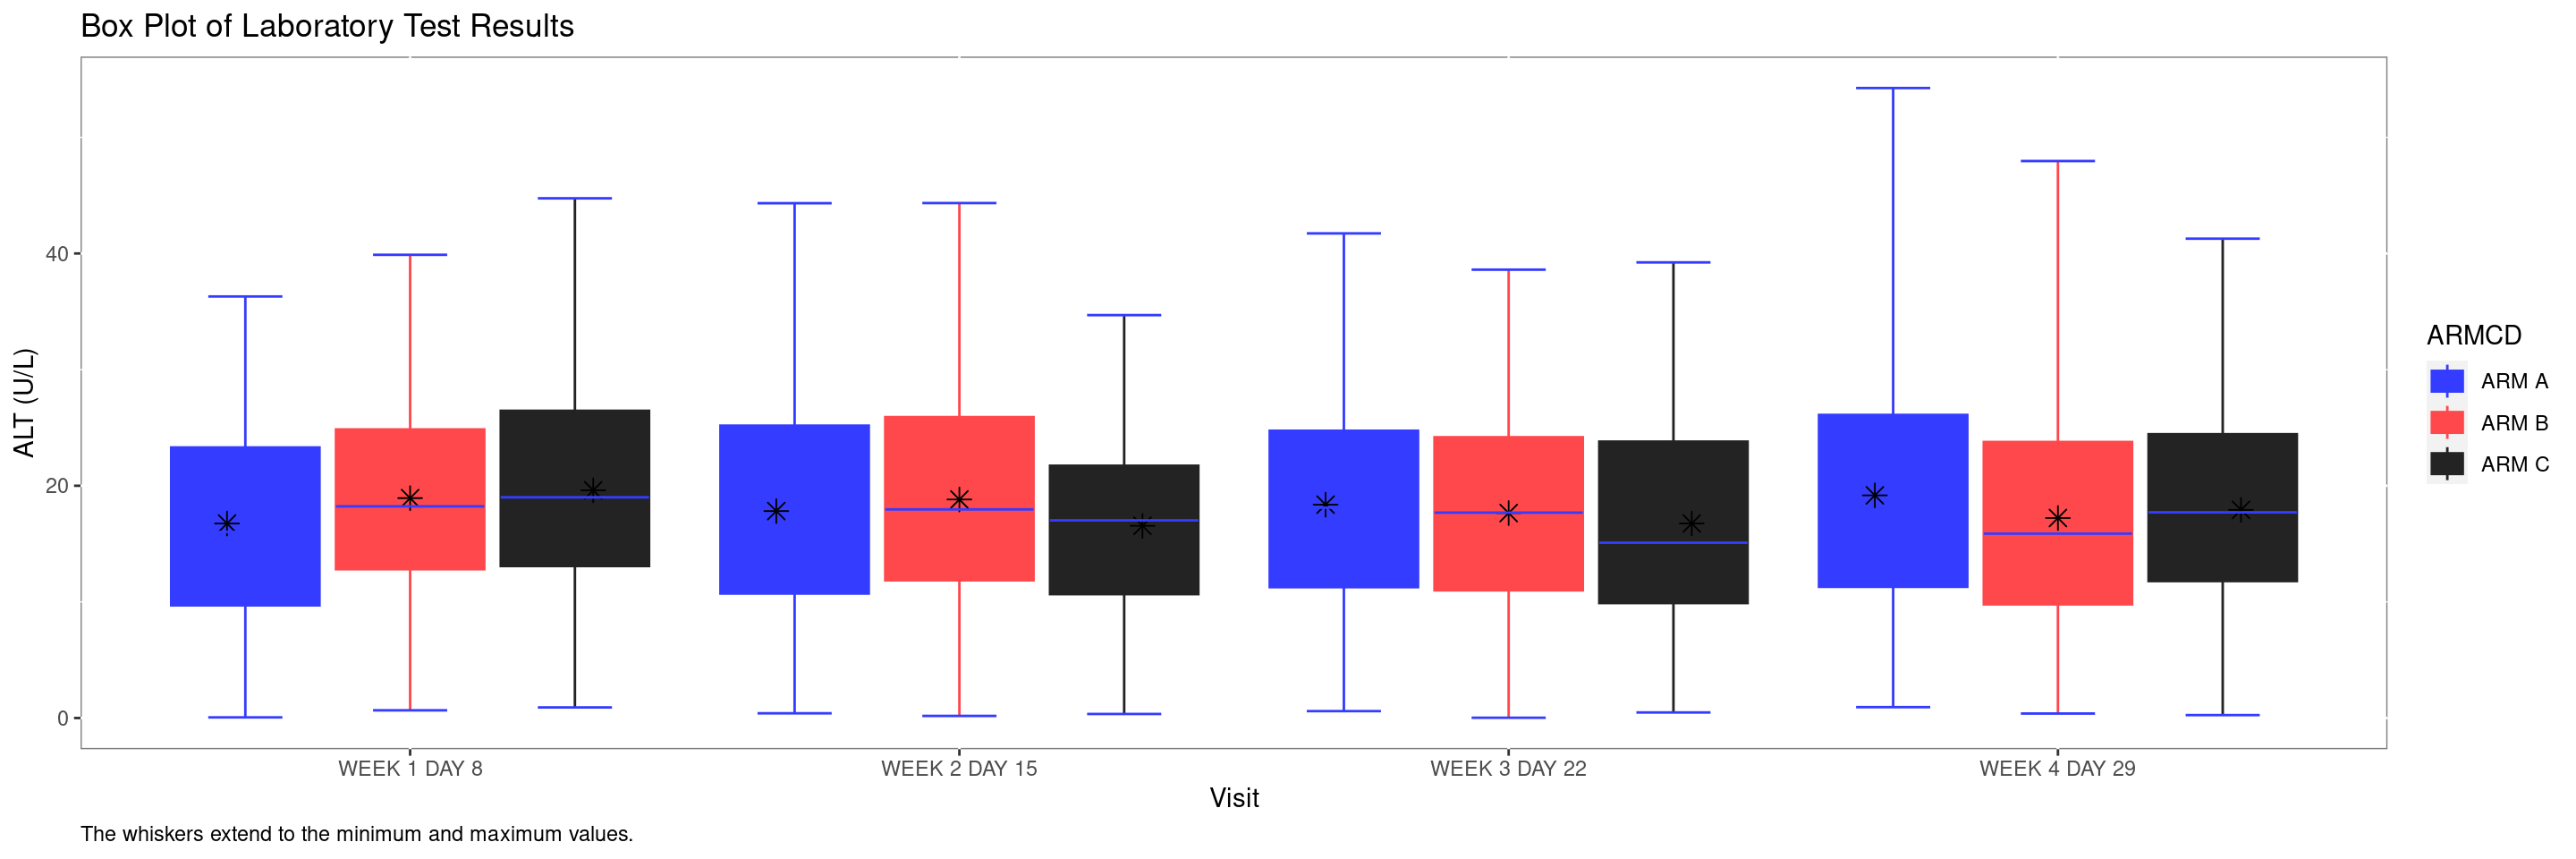 Box Plot of Laboratory Test Results
ALT (U/L)
40
20
0
WEEK 1 DAY 8
WEEK 2 DAY 15
WEEK 3 DAY 22
WEEK 4 DAY 29
Visit
ARMCD
ARM A
ARM B
ARM C
The whiskers extend to the minimum and maximum values.